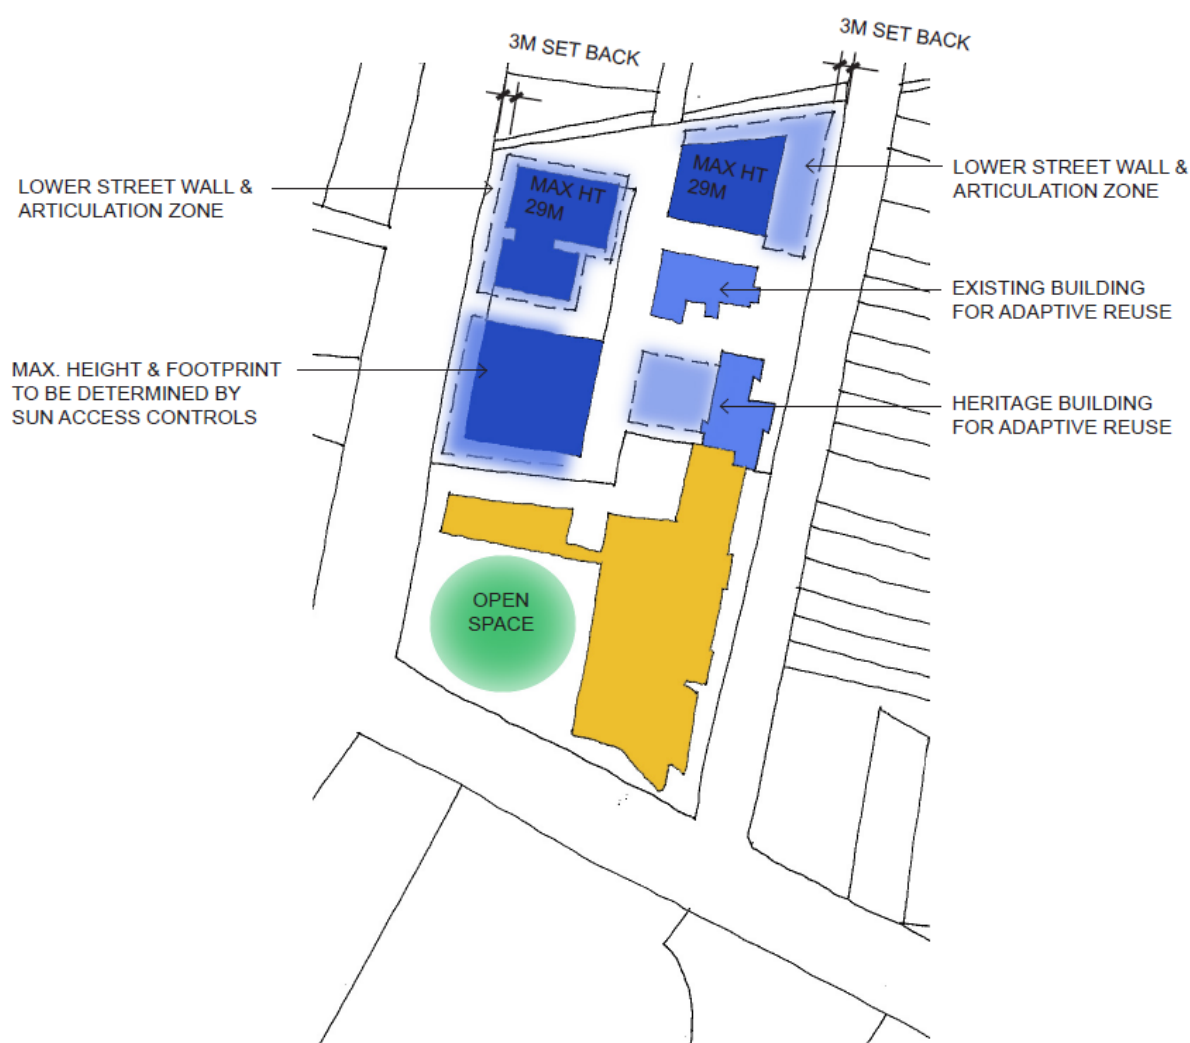 3M SET BACK
3M SET BACK
LOWER STREET WALL &
ARTICULATION ZONE
MAX HT
29M
MAX HT
29M
LOWER STREET WALL &
ARTICULATION ZONE
EXISTING BUILDING
FOR ADAPTIVE REUSE
MAX. HEIGHT & FOOTPRINT
TO BE DETERMINED BY
SUN ACCESS CONTROLS
HERITAGE BUILDING
FOR ADAPTIVE REUSE
OPEN
SPACE